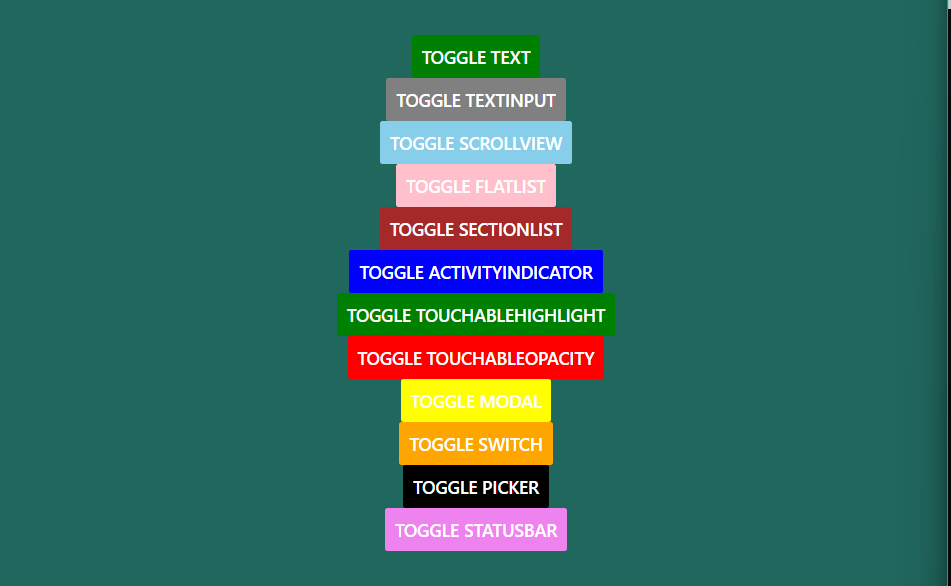 TOGGLE TEXT
TOGGLE TEXTINPUT
TOGGLE SCROLLVIEW
TOGGLE FLATLIST
TOGGLE SECTIONLIST
TOGGLE ACTIVITYINDICATOR
TOGGLE TOUCHABLEHIGHLIGHT
TOGGLE TOUCHABLEOPACITY
TOGGLE MODAL
TOGGLE SWITCH
TOGGLE PICKER
TOGGLE STATUSBAR